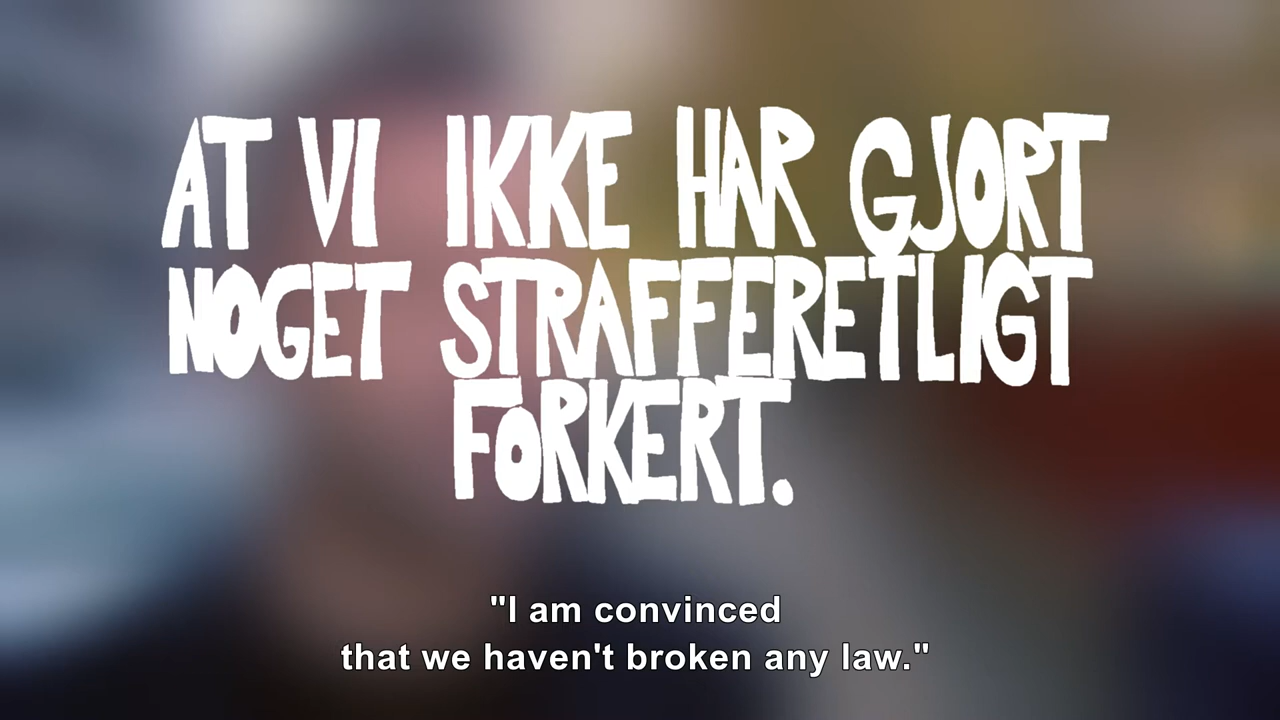 AT VI IKKE HAR GJORT
NOGET STRAFFERETLIGT
FORKERT.
"I am convinced
that we haven't broken any law."